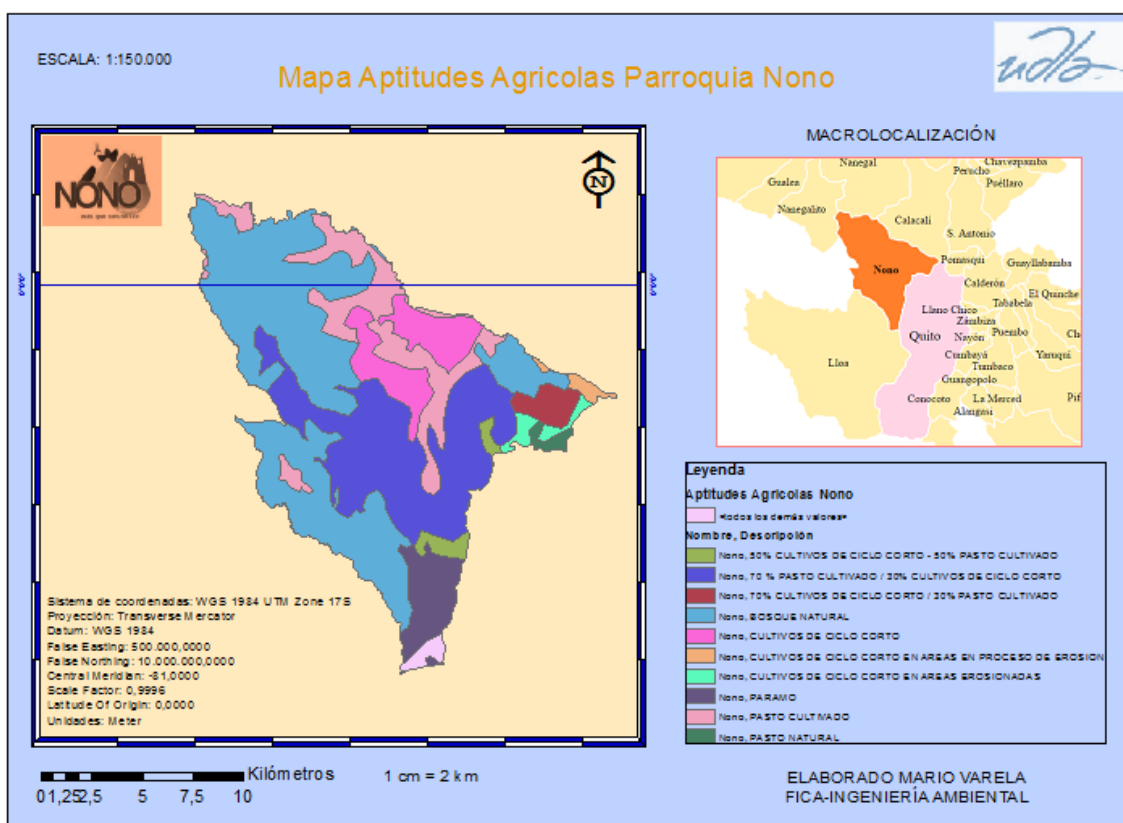 ESCALA: 1:150.000
Mapa Aptitudes Agricolas Parroquia Nono
udla
NONO
N
MACROLOCALIZACIÓN
Nanegal
Chavezpamba
Gualea
Perucho
Puéllaro
Nanegalito
Calacali
S. Antonio
Nono
Pomasqui
Guayllabamba
Calderón
El Quinche
Llano Chico
Tababela
Zámbiza
Quito
Nayón
Puembo
Lloa
Cumbayá
Yaruquí
Tumbaco
Guangopolo
Conocoto
La Merced
Pif
Alangasí
Leyenda
Aptitudes Agricolas Nono
<todos los demás valores>
Nombre, Descripolón
Nono, 50% CULTIVOS DE CICLO CORTO - 50% PASTO CULTIVADO
Nono, 70 % PASTO CULTIVADO / 30% CULTIVOS DE CICLO CORTO
Nono, 70% CULTIVOS DE CICLO CORTO / 30% PASTO CULTIVADO
Nono, BOSQUE NATURAL
Nono, CULTIVOS DE CICLO CORTO
Nono, CULTIVOS DE CICLO CORTO EN AREAS EN PROCESO DE EROSION
Nono, CULTIVOS DE CICLO CORTO EN AREAS EROSIONADAS
Nono, PARAMO
Nono, PASTO CULTIVADO
Nono, PASTO NATURAL
Sistema de coordenadas: WGS 1984 UTM Zone 17S
Proyección: Transverse Mercator
Datum: WGS 1984
False Easting: 500.000,0000
False Northing: 10.000.000,0000
Central Meridian: -81,0000
Scale Factor: 0,9996
Latitude Of Origin: 0,0000
Unidades: Meter
Kilómetros
0 1,25 2,5 5 7,5 10
1 cm = 2 km
ELABORADO MARIO VARELA
FICA-INGENIERÍA AMBIENTAL